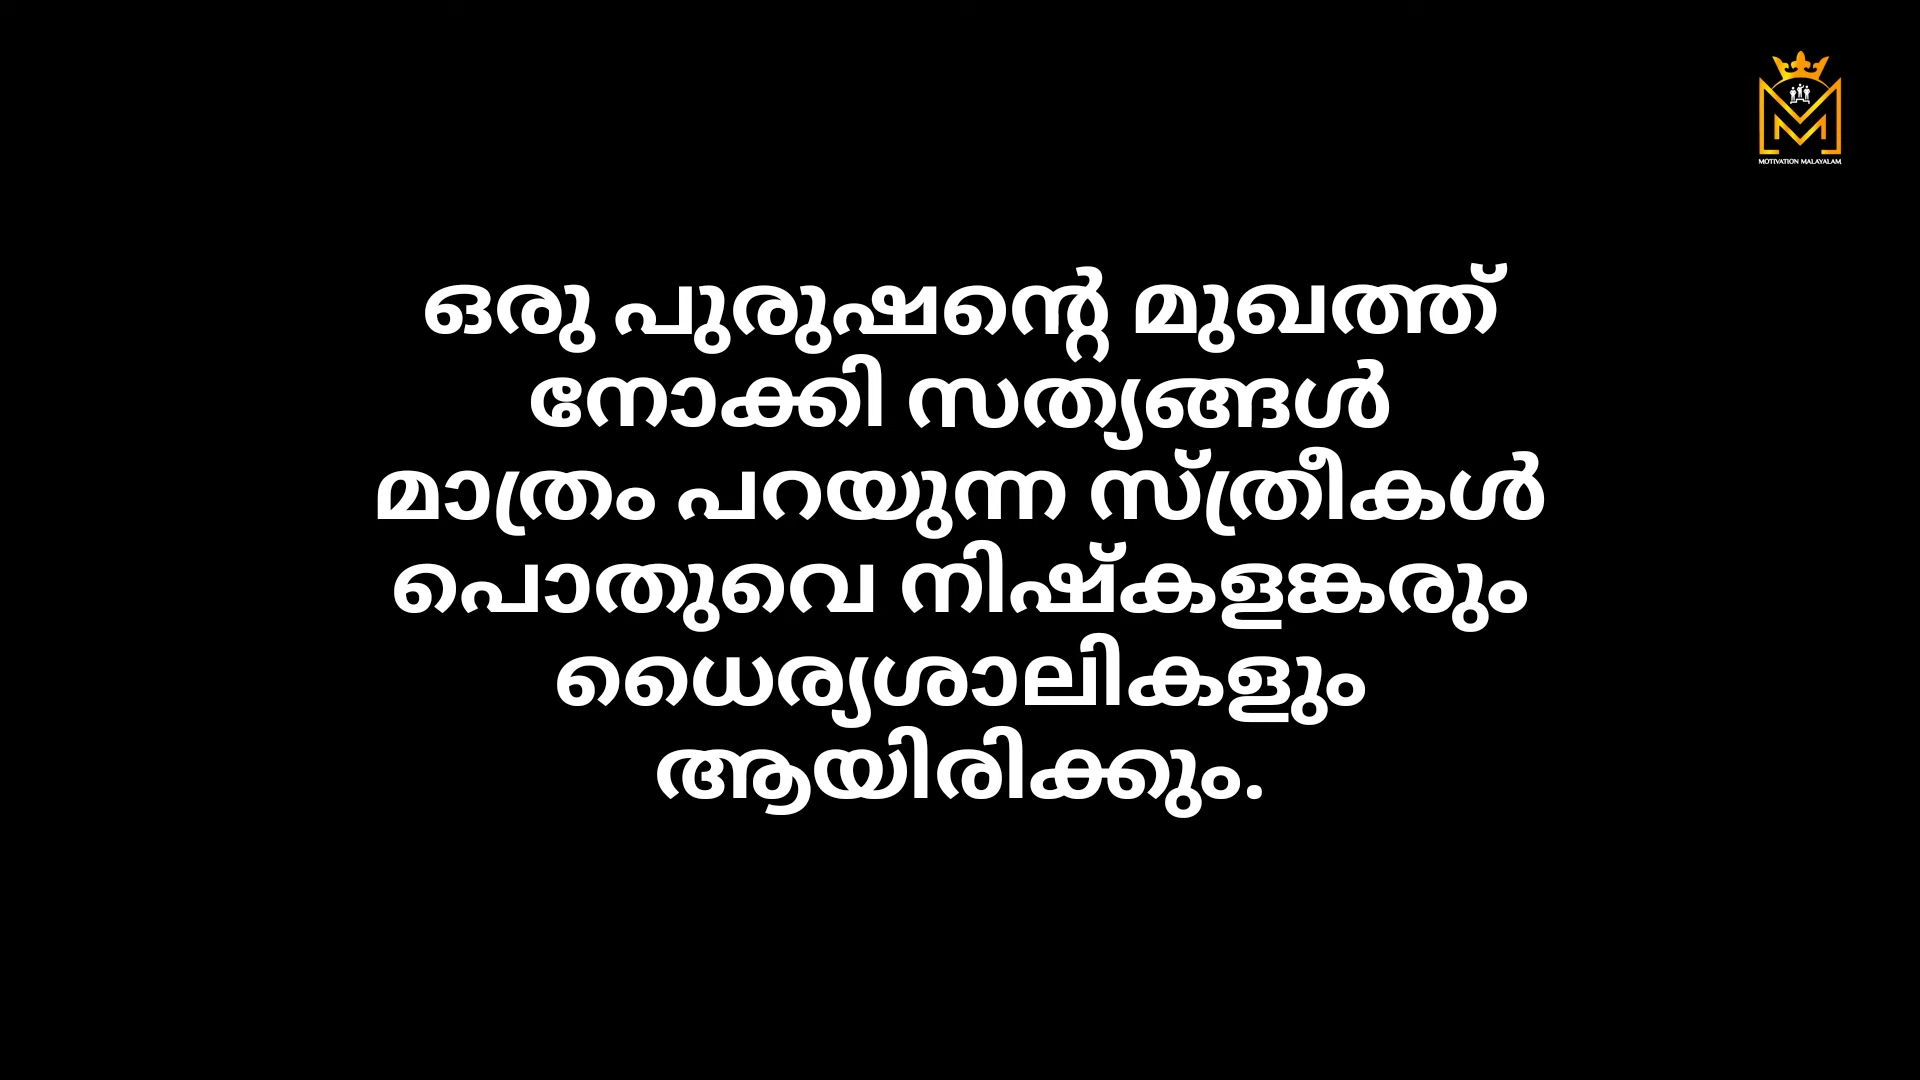 MOTIVATION MALAYALAM
ഒരു പുരുഷന്റെ മുഖത്ത്
നോക്കി സത്യങ്ങൾ
മാത്രം പറയുന്ന സ്ത്രീകൾ
പൊതുവെ നിഷ്കളങ്കരും
ധൈര്യശാലികളും
ആയിരിക്കും.